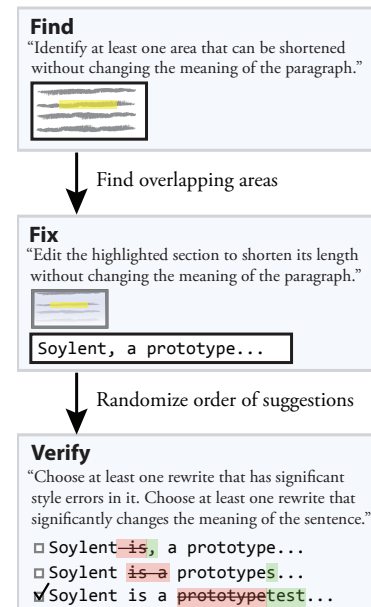 Find
“Identify at least one area that can be shortened
without changing the meaning of the paragraph.”
Find overlapping areas
Fix
“Edit the highlighted section to shorten its length
without changing the meaning of the paragraph.”
Soylent, a prototype...
Randomize order of suggestions
Verify
“Choose at least one rewrite that has significant
style errors in it. Choose at least one rewrite that
significantly changes the meaning of the sentence.”
Soylent is, a prototype...
Soylent is a prototypes...
Soylent is a prototypetest...